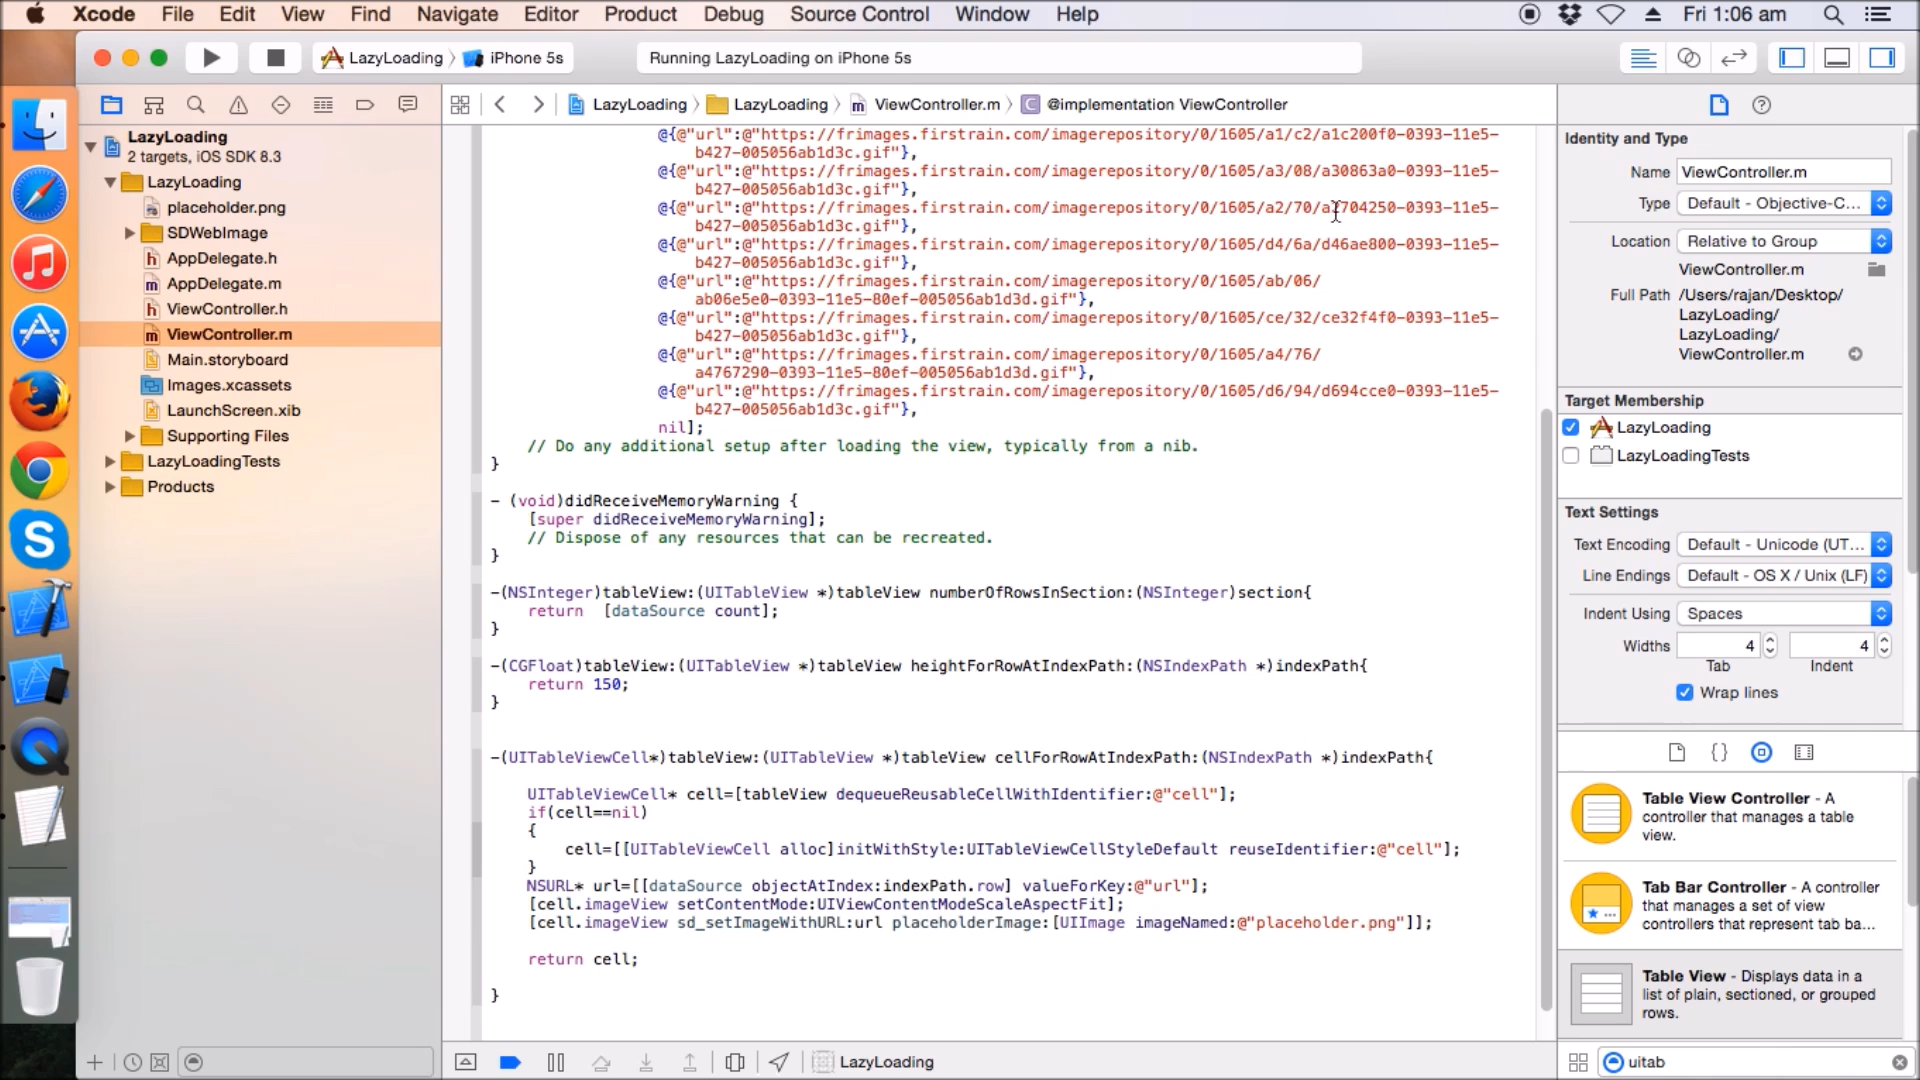 Xcode File Edit View Find Navigate Editor Product Debug Source Control Window Help Fri 1:06 am
LazyLoading iPhone 5s
Running LazyLoading on iPhone 5s
LazyLoading LazyLoading ViewController.m @implementation ViewController
LazyLoading
2 targets, iOS SDK 8.3
LazyLoading
placeholder.png
SDWebImage
AppDelegate.h
AppDelegate.m
ViewController.h
ViewController.m
Main.storyboard
Images.xcassets
LaunchScreen.xib
Supporting Files
LazyLoadingTests
Products
@{@"url":@"https://frimages.firstrain.com/imagerepository/0/1605/a1/c2/a1c200f0-0393-11e5-
b427-005056ab1d3c.gif"},
@{@"url":@"https://frimages.firstrain.com/imagerepository/0/1605/a3/08/a30863a0-0393-11e5-
b427-005056ab1d3c.gif"},
@{@"url":@"https://frimages.firstrain.com/imagerepository/0/1605/a2/70/a2704250-0393-11e5-
b427-005056ab1d3c.gif"},
@{@"url":@"https://frimages.firstrain.com/imagerepository/0/1605/d4/6a/d46ae800-0393-11e5-
b427-005056ab1d3c.gif"},
@{@"url":@"https://frimages.firstrain.com/imagerepository/0/1605/ab/06/
ab06e5e0-0393-11e5-80ef-005056ab1d3d.gif"},
@{@"url":@"https://frimages.firstrain.com/imagerepository/0/1605/ce/32/ce32f4f0-0393-11e5-
b427-005056ab1d3c.gif"},
@{@"url":@"https://frimages.firstrain.com/imagerepository/0/1605/a4/76/
a4767290-0393-11e5-80ef-005056ab1d3d.gif"},
@{@"url":@"https://frimages.firstrain.com/imagerepository/0/1605/d6/94/d694cce0-0393-11e5-
b427-005056ab1d3c.gif"},
nil];
// Do any additional setup after loading the view, typically from a nib.
}
- (void)didReceiveMemoryWarning {
[super didReceiveMemoryWarning];
// Dispose of any resources that can be recreated.
}
-(NSInteger)tableView:(UITableView *)tableView numberOfRowsInSection:(NSInteger)section{
return  [dataSource count];
}
-(CGFloat)tableView:(UITableView *)tableView heightForRowAtIndexPath:(NSIndexPath *)indexPath{
return 150;
}
-(UITableViewCell*)tableView:(UITableView *)tableView cellForRowAtIndexPath:(NSIndexPath *)indexPath{
UITableViewCell* cell=[tableView dequeueReusableCellWithIdentifier:@"cell"];
if(cell==nil)
{
cell=[[UITableViewCell alloc]initWithStyle:UITableViewCellStyleDefault reuseIdentifier:@"cell"];
}
NSURL* url=[[dataSource objectAtIndex:indexPath.row] valueForKey:@"url"];
[cell.imageView setContentMode:UIViewContentModeScaleAspectFit];
[cell.imageView sd_setImageWithURL:url placeholderImage:[UIImage imageNamed:@"placeholder.png"]];
return cell;
}
LazyLoading
Identity and Type
Name ViewController.m
Type Default - Objective-C...
Location Relative to Group
ViewController.m
Full Path /Users/rajan/Desktop/
LazyLoading/
LazyLoading/
ViewController.m
Target Membership
LazyLoading
LazyLoadingTests
Text Settings
Text Encoding Default - Unicode (UT...
Line Endings Default - OS X / Unix (LF)
Indent Using Spaces
Widths 4 4
Tab Indent
Wrap lines
Table View Controller - A
controller that manages a table
view.
Tab Bar Controller - A controller
that manages a set of view
controllers that represent tab ba...
Table View - Displays data in a
list of plain, sectioned, or grouped
rows.
uitab